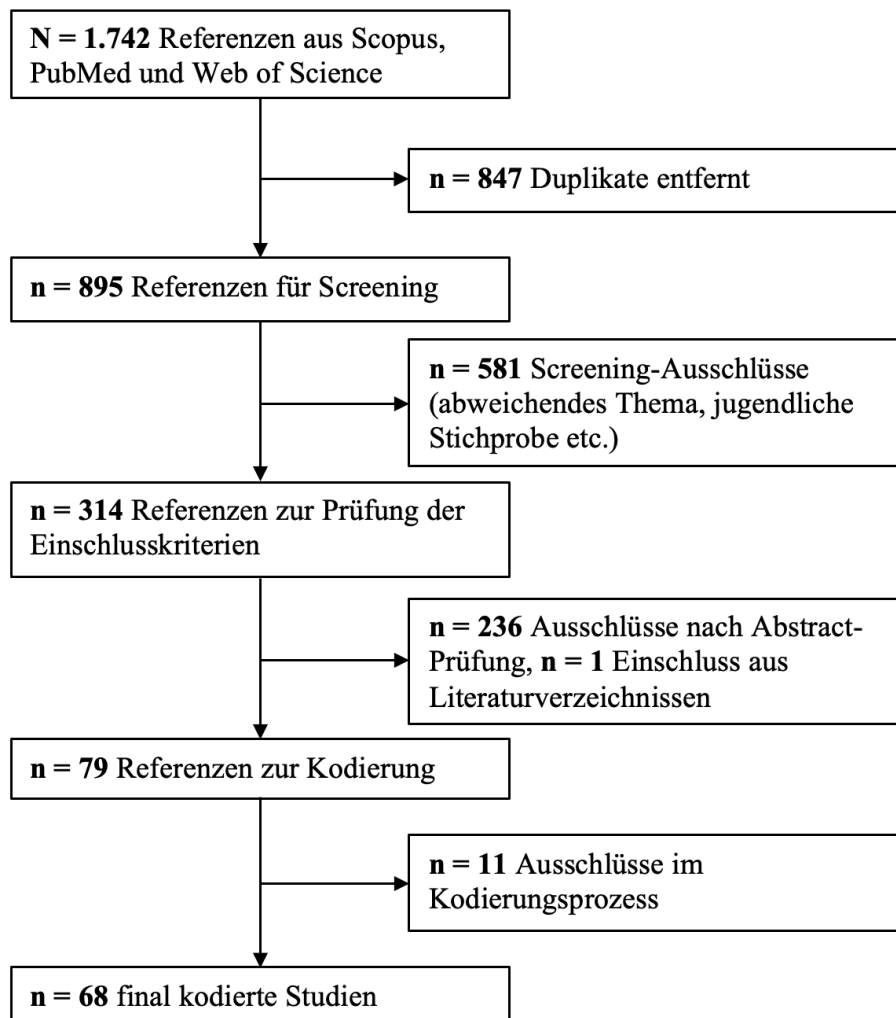 N = 1.742 Referenzen aus Scopus,
PubMed und Web of Science
n = 847 Duplikate entfernt
n = 895 Referenzen für Screening
n = 581 Screening-Ausschlüsse
(abweichendes Thema, jugendliche
Stichprobe etc.)
n = 314 Referenzen zur Prüfung der
Einschlusskriterien
n = 236 Ausschlüsse nach Abstract-
Prüfung, n = 1 Einschluss aus
Literaturverzeichnissen
n = 79 Referenzen zur Kodierung
n = 11 Ausschlüsse im
Kodierungsprozess
n = 68 final kodierte Studien